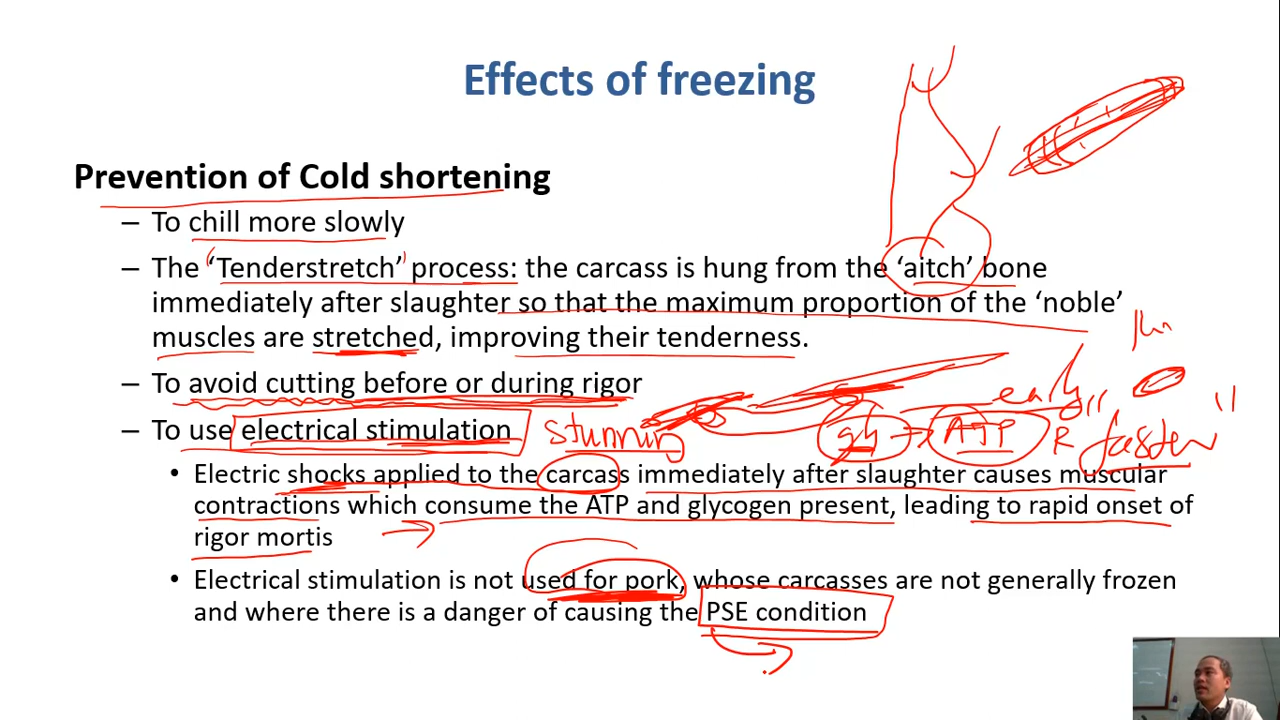 Effects of freezing
Prevention of Cold shortening
– To chill more slowly
– The ‘Tenderstretch’ process: the carcass is hung from the ‘aitch’ bone
immediately after slaughter so that the maximum proportion of the ‘noble’
muscles are stretched, improving their tenderness.
– To avoid cutting before or during rigor
early
– To use electrical stimulation stunning gly → ATP R "faster"
• Electric shocks applied to the carcass immediately after slaughter causes muscular
contractions which consume the ATP and glycogen present, leading to rapid onset of
rigor mortis
• Electrical stimulation is not used for pork, whose carcasses are not generally frozen
and where there is a danger of causing the PSE condition